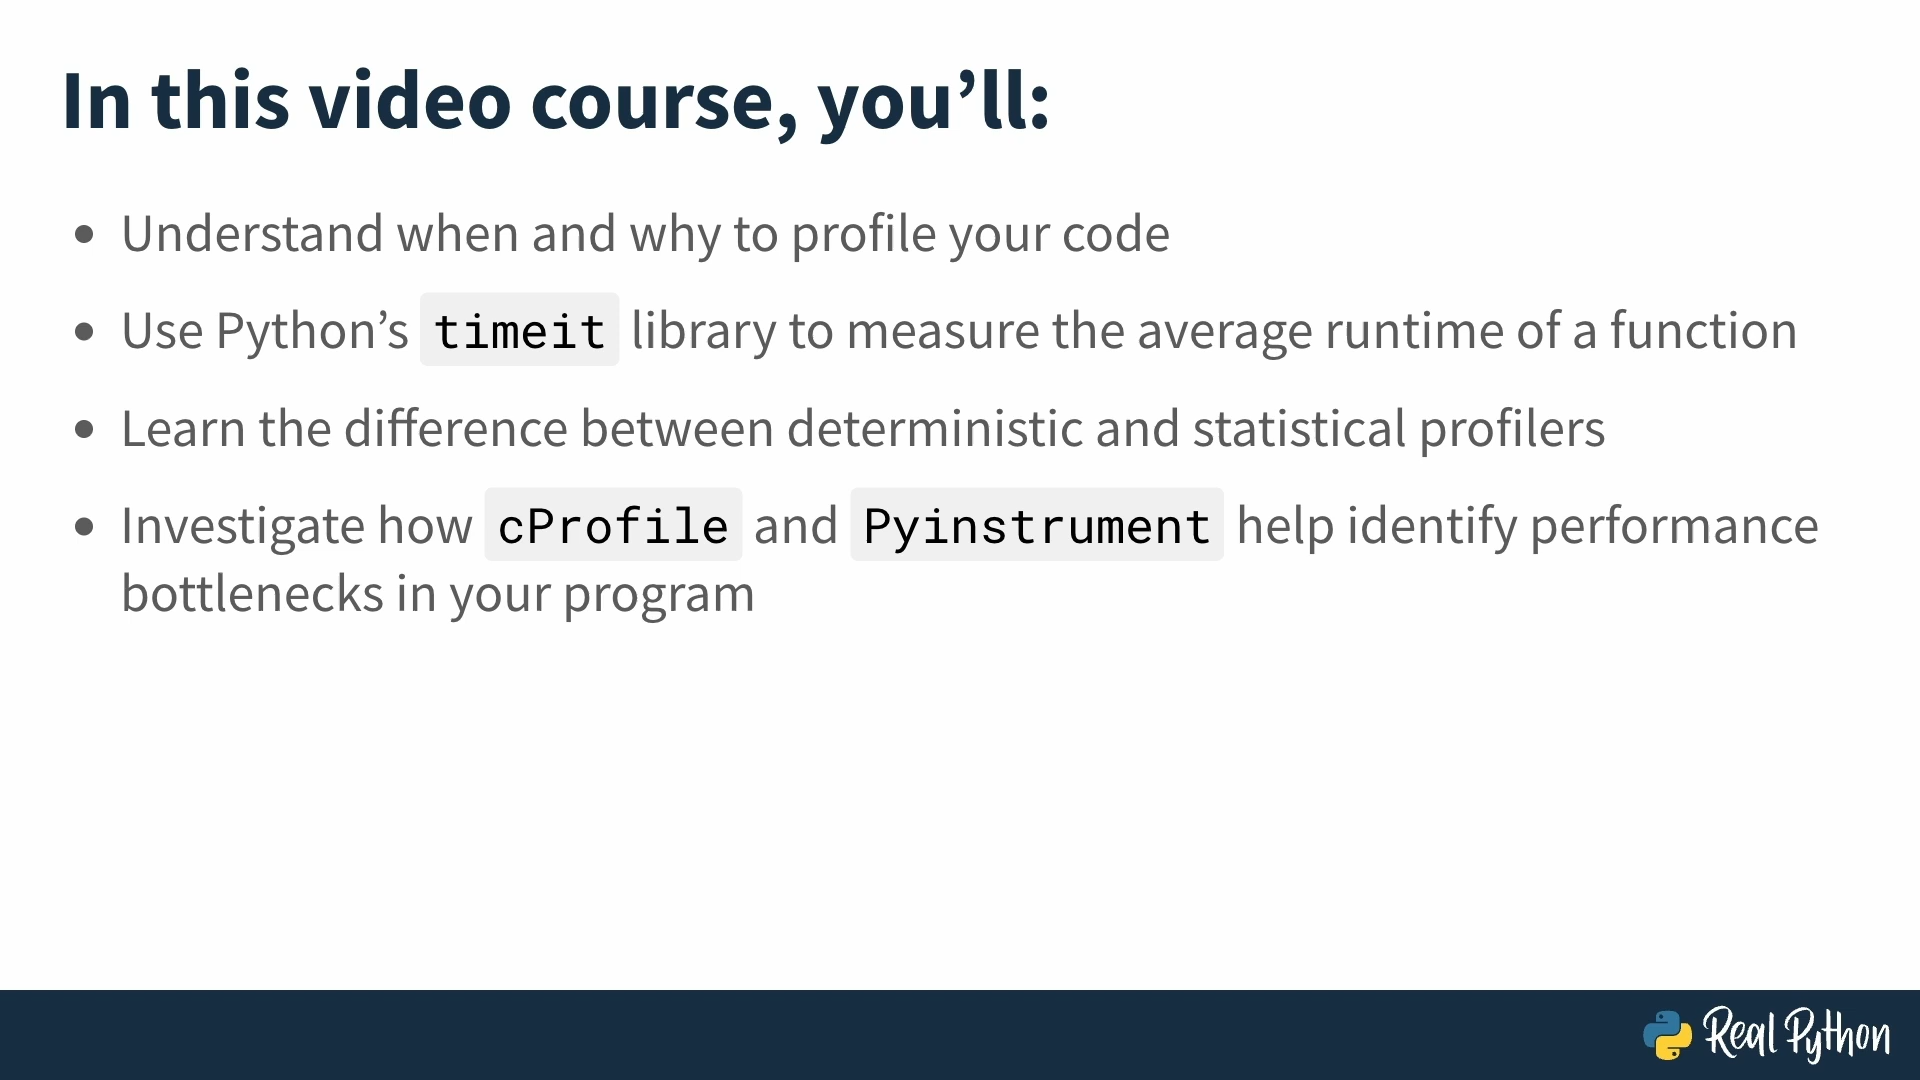 In this video course, you’ll:
• Understand when and why to profile your code
• Use Python’s timeit library to measure the average runtime of a function
• Learn the difference between deterministic and statistical profilers
• Investigate how cProfile and Pyinstrument help identify performance
bottlenecks in your program
Real Python